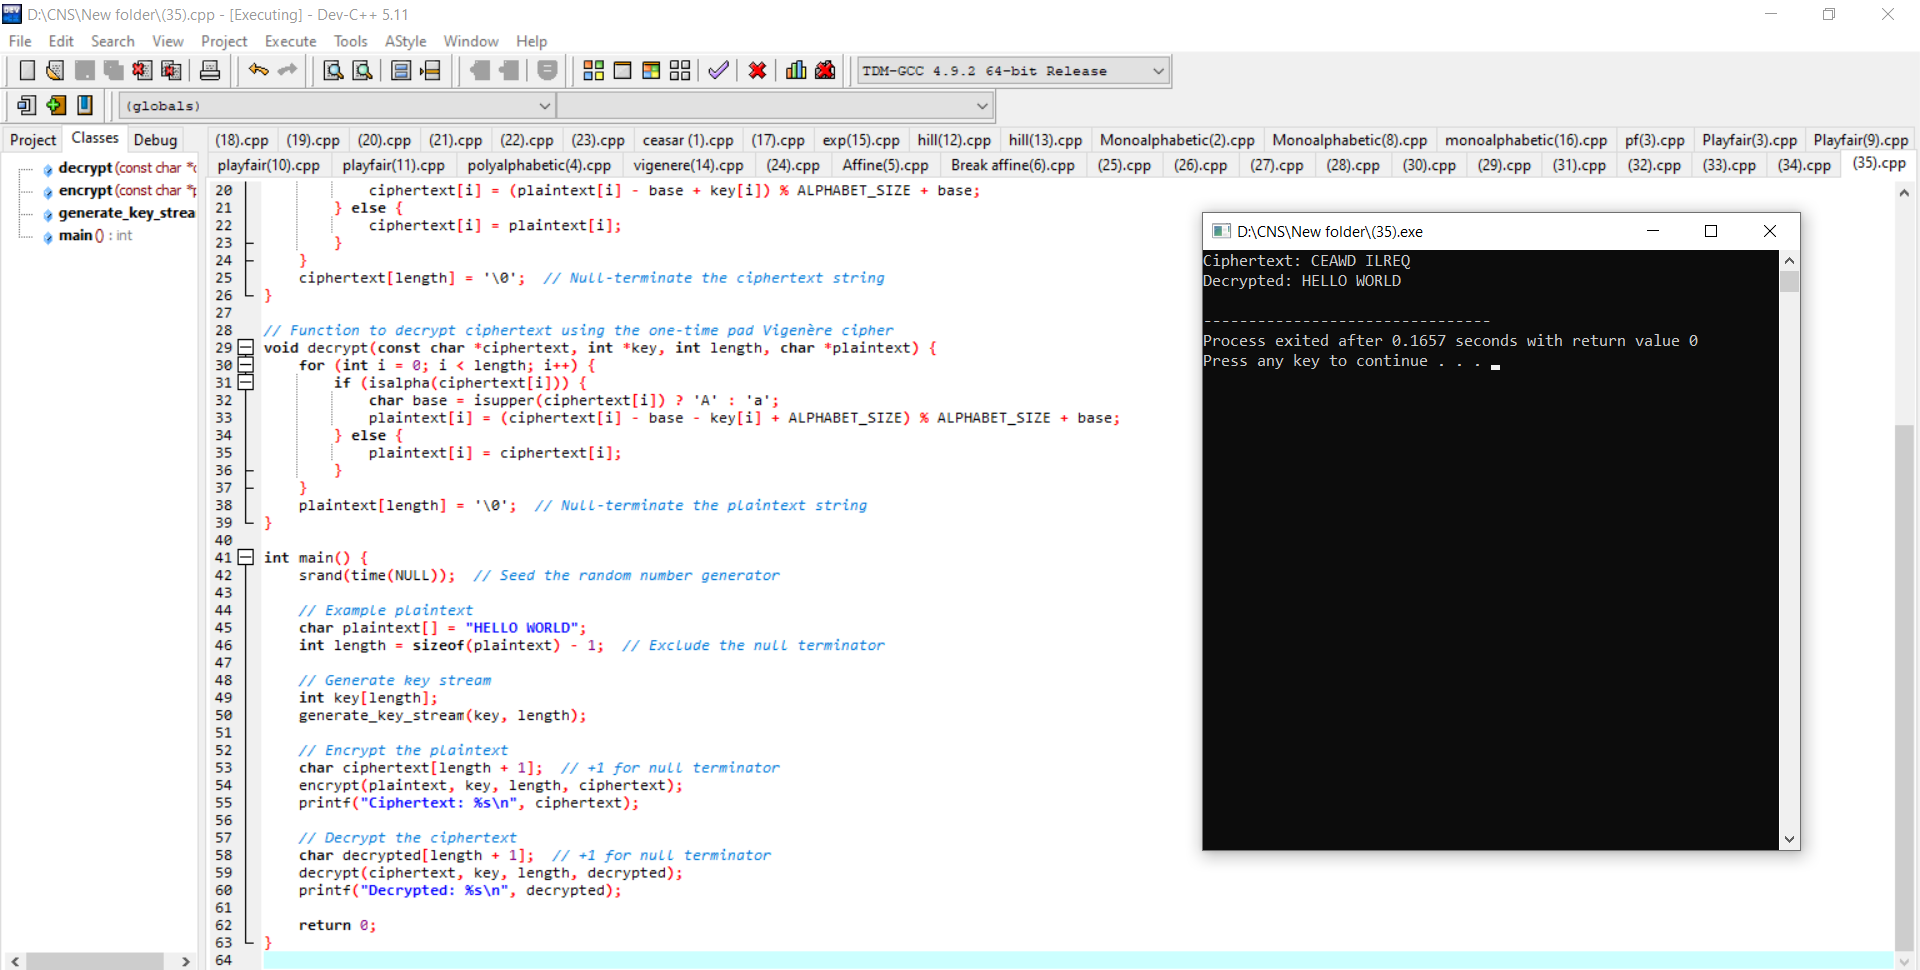 D:\CNS\New folder\(35).cpp - [Executing] - Dev-C++ 5.11
File Edit Search View Project Execute Tools AStyle Window Help
TDM-GCC 4.9.2 64-bit Release
(globals)
Project Classes Debug
(18).cpp (19).cpp (20).cpp (21).cpp (22).cpp (23).cpp ceasar (1).cpp (17).cpp exp(15).cpp hill(12).cpp hill(13).cpp Monoalphabetic(2).cpp Monoalphabetic(8).cpp monoalphabetic(16).cpp pf(3).cpp Playfair(3).cpp Playfair(9).cpp
playfair(10).cpp playfair(11).cpp polyalphabetic(4).cpp vigenere(14).cpp (24).cpp Affine(5).cpp Break affine(6).cpp (25).cpp (26).cpp (27).cpp (28).cpp (30).cpp (29).cpp (31).cpp (32).cpp (33).cpp (34).cpp (35).cpp
decrypt (const char *c
encrypt (const char *p
generate_key_strea
main () : int
20 ciphertext[i] = (plaintext[i] - base + key[i]) % ALPHABET_SIZE + base;
21 } else {
22 ciphertext[i] = plaintext[i];
23 }
24 }
25 ciphertext[length] = '\0'; // Null-terminate the ciphertext string
26 }
27
28 // Function to decrypt ciphertext using the one-time pad Vigenère cipher
29 void decrypt(const char *ciphertext, int *key, int length, char *plaintext) {
30 for (int i = 0; i < length; i++) {
31 if (isalpha(ciphertext[i])) {
32 char base = isupper(ciphertext[i]) ? 'A' : 'a';
33 plaintext[i] = (ciphertext[i] - base - key[i] + ALPHABET_SIZE) % ALPHABET_SIZE + base;
34 } else {
35 plaintext[i] = ciphertext[i];
36 }
37 }
38 plaintext[length] = '\0'; // Null-terminate the plaintext string
39 }
40
41 int main() {
42 srand(time(NULL)); // Seed the random number generator
43
44 // Example plaintext
45 char plaintext[] = "HELLO WORLD";
46 int length = sizeof(plaintext) - 1; // Exclude the null terminator
47
48 // Generate key stream
49 int key[length];
50 generate_key_stream(key, length);
51
52 // Encrypt the plaintext
53 char ciphertext[length + 1]; // +1 for null terminator
54 encrypt(plaintext, key, length, ciphertext);
55 printf("Ciphertext: %s\n", ciphertext);
56
57 // Decrypt the ciphertext
58 char decrypted[length + 1]; // +1 for null terminator
59 decrypt(ciphertext, key, length, decrypted);
60 printf("Decrypted: %s\n", decrypted);
61
62 return 0;
63 }
64
D:\CNS\New folder\(35).exe
Ciphertext: CEAWD ILREQ
Decrypted: HELLO WORLD
--------------------------------
Process exited after 0.1657 seconds with return value 0
Press any key to continue . . .